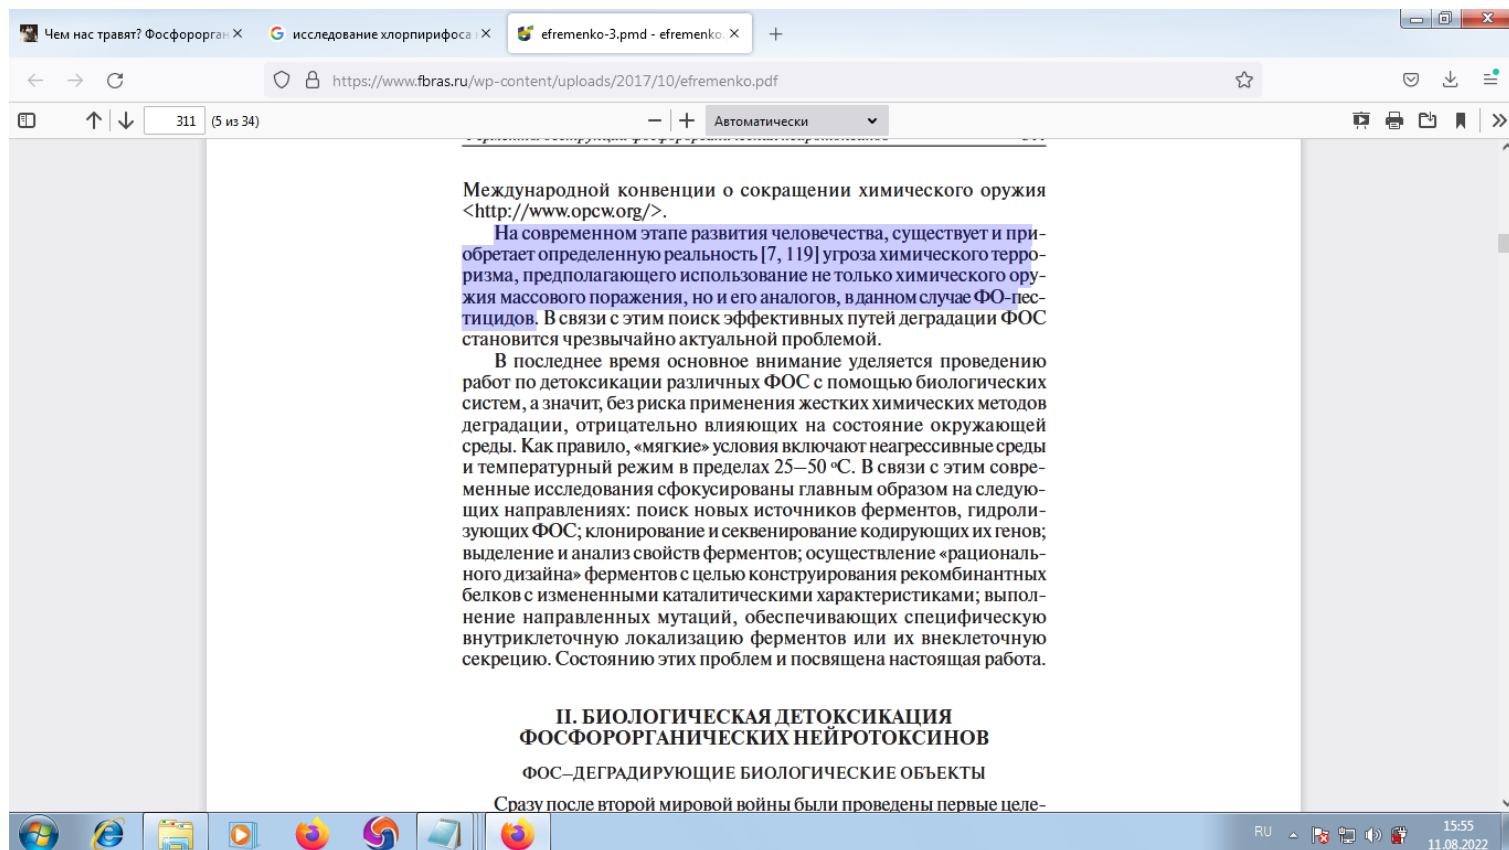 Чем нас травят? Фосфорорган
исследование хлорпирифоса
efremenko-3.pmd - efremenko.
https://www.fbras.ru/wp-content/uploads/2017/10/efremenko.pdf
311 (5 из 34)
Автоматически
Международной конвенции о сокращении химического оружия
<http://www.opcw.org/>.
На современном этапе развития человечества, существует и при-
обретает определенную реальность [7, 119] угроза химического терро-
ризма, предполагающего использование не только химического ору-
жия массового поражения, но и его аналогов, в данном случае ФО-пес-
тицидов. В связи с этим поиск эффективных путей деградации ФОС
становится чрезвычайно актуальной проблемой.
В последнее время основное внимание уделяется проведению
работ по детоксикации различных ФОС с помощью биологических
систем, а значит, без риска применения жестких химических методов
деградации, отрицательно влияющих на состояние окружающей
среды. Как правило, «мягкие» условия включают неагрессивные среды
и температурный режим в пределах 25—50 °С. В связи с этим совре-
менные исследования сфокусированы главным образом на следую-
щих направлениях: поиск новых источников ферментов, гидроли-
зующих ФОС; клонирование и секвенирование кодирующих их генов;
выделение и анализ свойств ферментов; осуществление «рациональ-
ного дизайна» ферментов с целью конструирования рекомбинантных
белков с измененными каталитическими характеристиками; выпол-
нение направленных мутаций, обеспечивающих специфическую
внутриклеточную локализацию ферментов или их внеклеточную
секрецию. Состоянию этих проблем и посвящена настоящая работа.
II. БИОЛОГИЧЕСКАЯ ДЕТОКСИКАЦИЯ
ФОСФОРОРГАНИЧЕСКИХ НЕЙРОТОКСИНОВ
ФОС—ДЕГРАДИРУЮЩИЕ БИОЛОГИЧЕСКИЕ ОБЪЕКТЫ
Сразу после второй мировой войны были проведены первые целе-
RU
15:55
11.08.2022